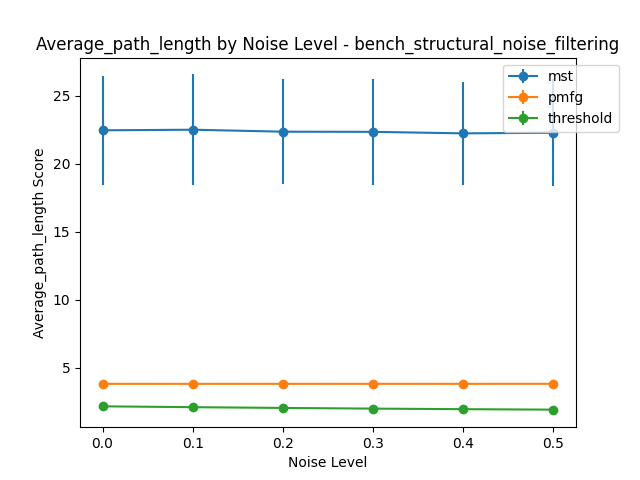 Average_path_length by Noise Level - bench_structural_noise_filtering
mst
pmfg
threshold
Average_path_length Score
25
20
15
10
5
0.0 0.1 0.2 0.3 0.4 0.5
Noise Level